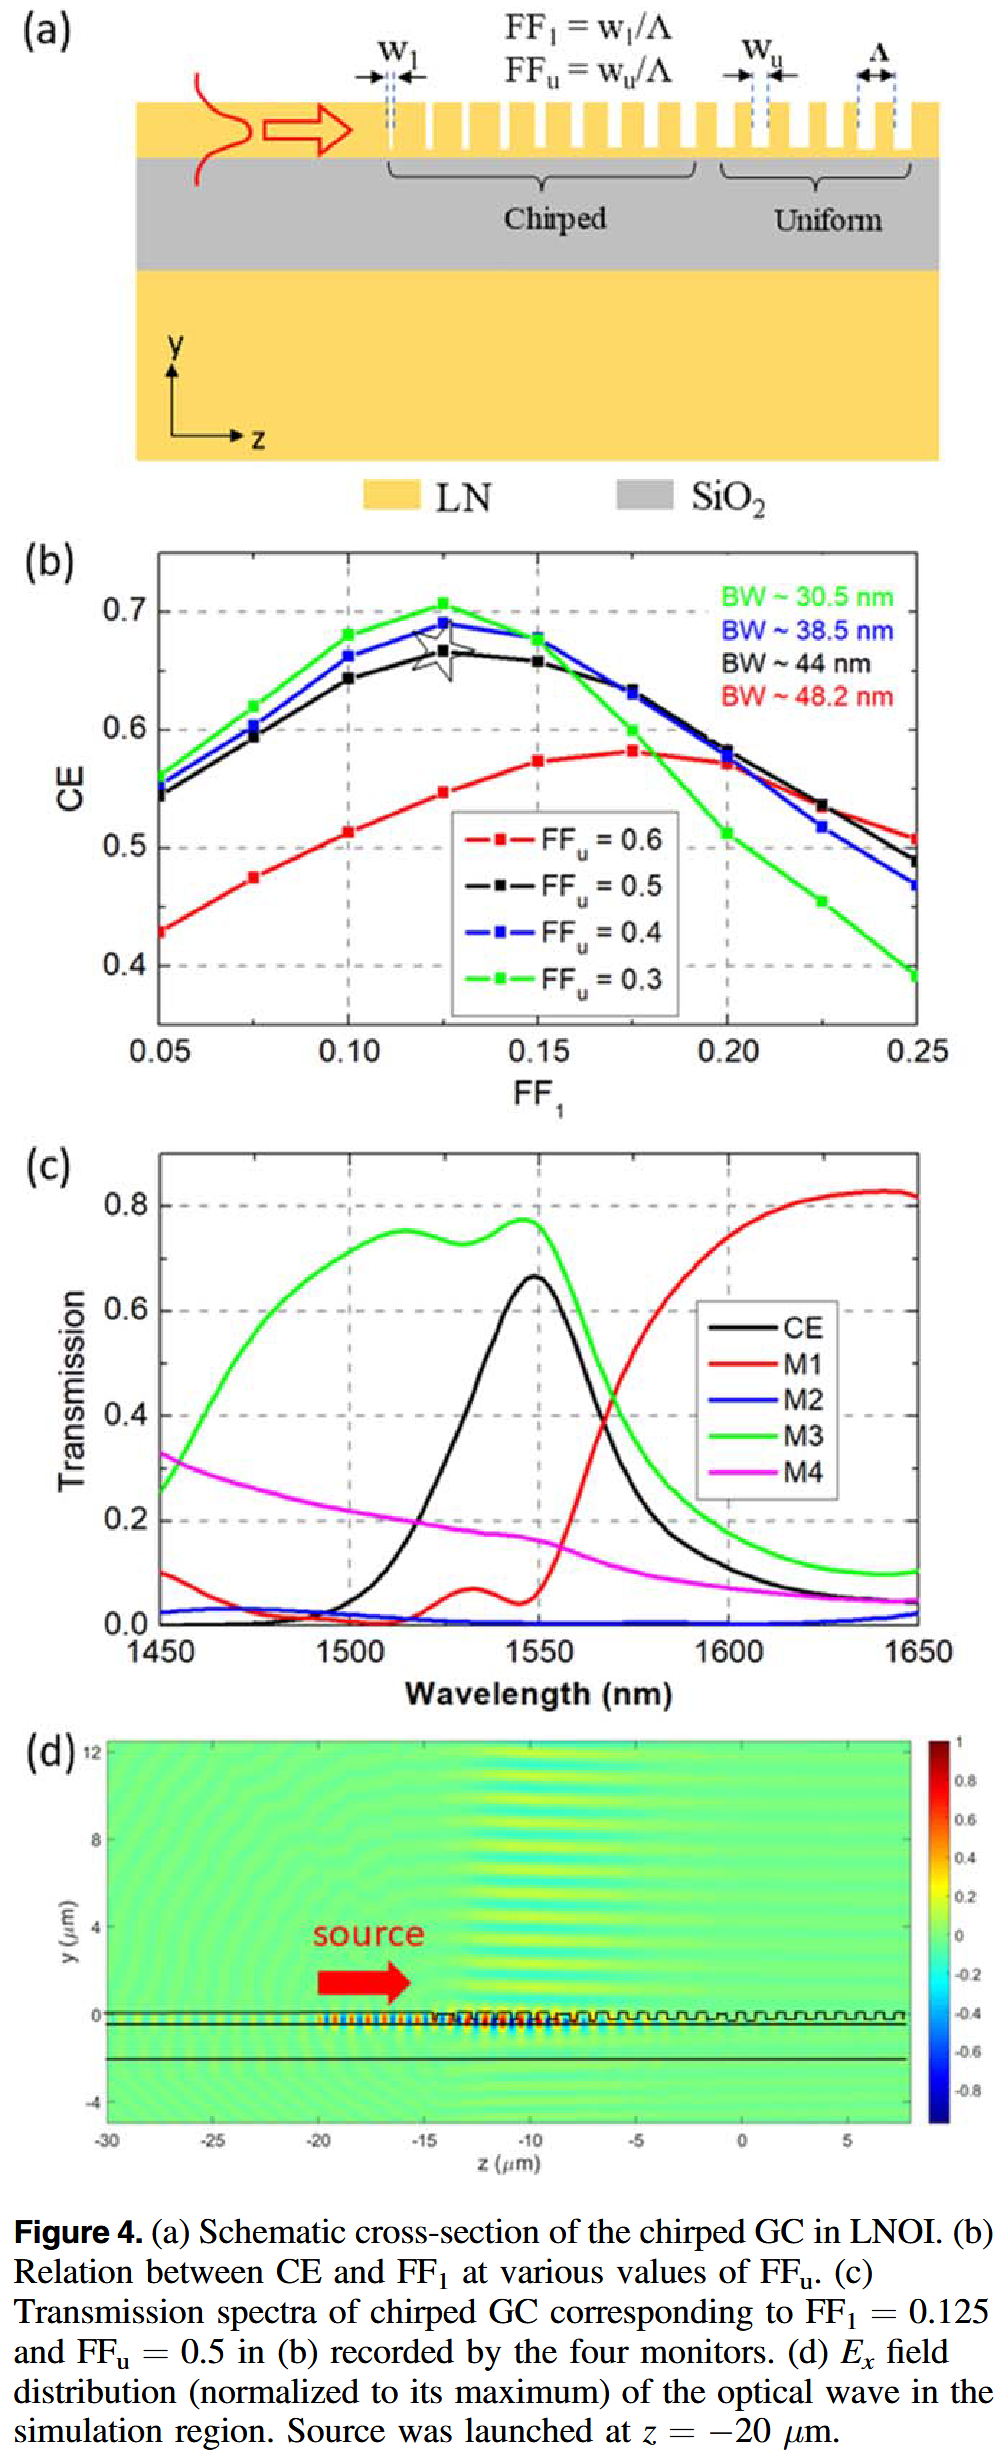 (a)
FF₁ = w₁/Λ
FFᵤ = wᵤ/Λ
w₁
wᵤ
Λ
Chirped
Uniform
y
z
LN
SiO₂
(b)
BW ~ 30.5 nm
BW ~ 38.5 nm
BW ~ 44 nm
BW ~ 48.2 nm
0.7
0.6
0.5
0.4
CE
FFᵤ = 0.6
FFᵤ = 0.5
FFᵤ = 0.4
FFᵤ = 0.3
0.05 0.10 0.15 0.20 0.25
FF₁
(c)
0.8
0.6
0.4
0.2
0.0
Transmission
CE
M1
M2
M3
M4
1450 1500 1550 1600 1650
Wavelength (nm)
(d)
12
8
4
0
-4
y (μm)
source
-30 -25 -20 -15 -10 -5 0 5
z (μm)
1
0.8
0.6
0.4
0.2
0
-0.2
-0.4
-0.6
-0.8
Figure 4. (a) Schematic cross-section of the chirped GC in LNOI. (b)
Relation between CE and FF₁ at various values of FFᵤ. (c)
Transmission spectra of chirped GC corresponding to FF₁ = 0.125
and FFᵤ = 0.5 in (b) recorded by the four monitors. (d) Eₓ field
distribution (normalized to its maximum) of the optical wave in the
simulation region. Source was launched at z = −20 μm.